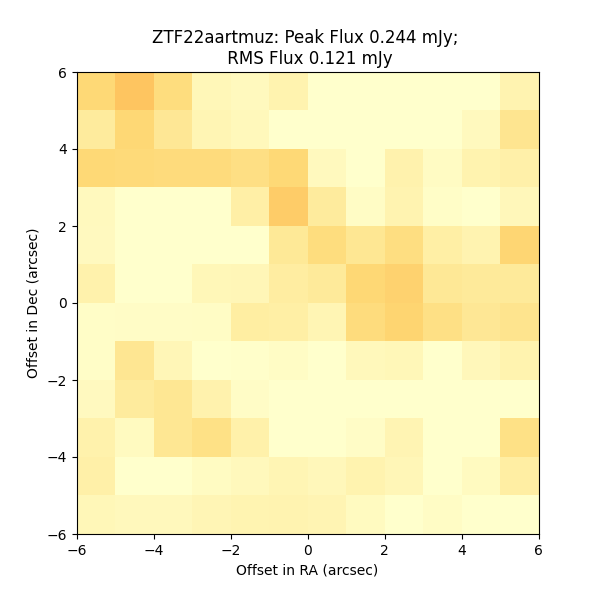 ZTF22aartmuz: Peak Flux 0.244 mJy;
RMS Flux 0.121 mJy
6
4
2
0
−2
−4
−6
Offset in Dec (arcsec)
−6 −4 −2 0 2 4 6
Offset in RA (arcsec)